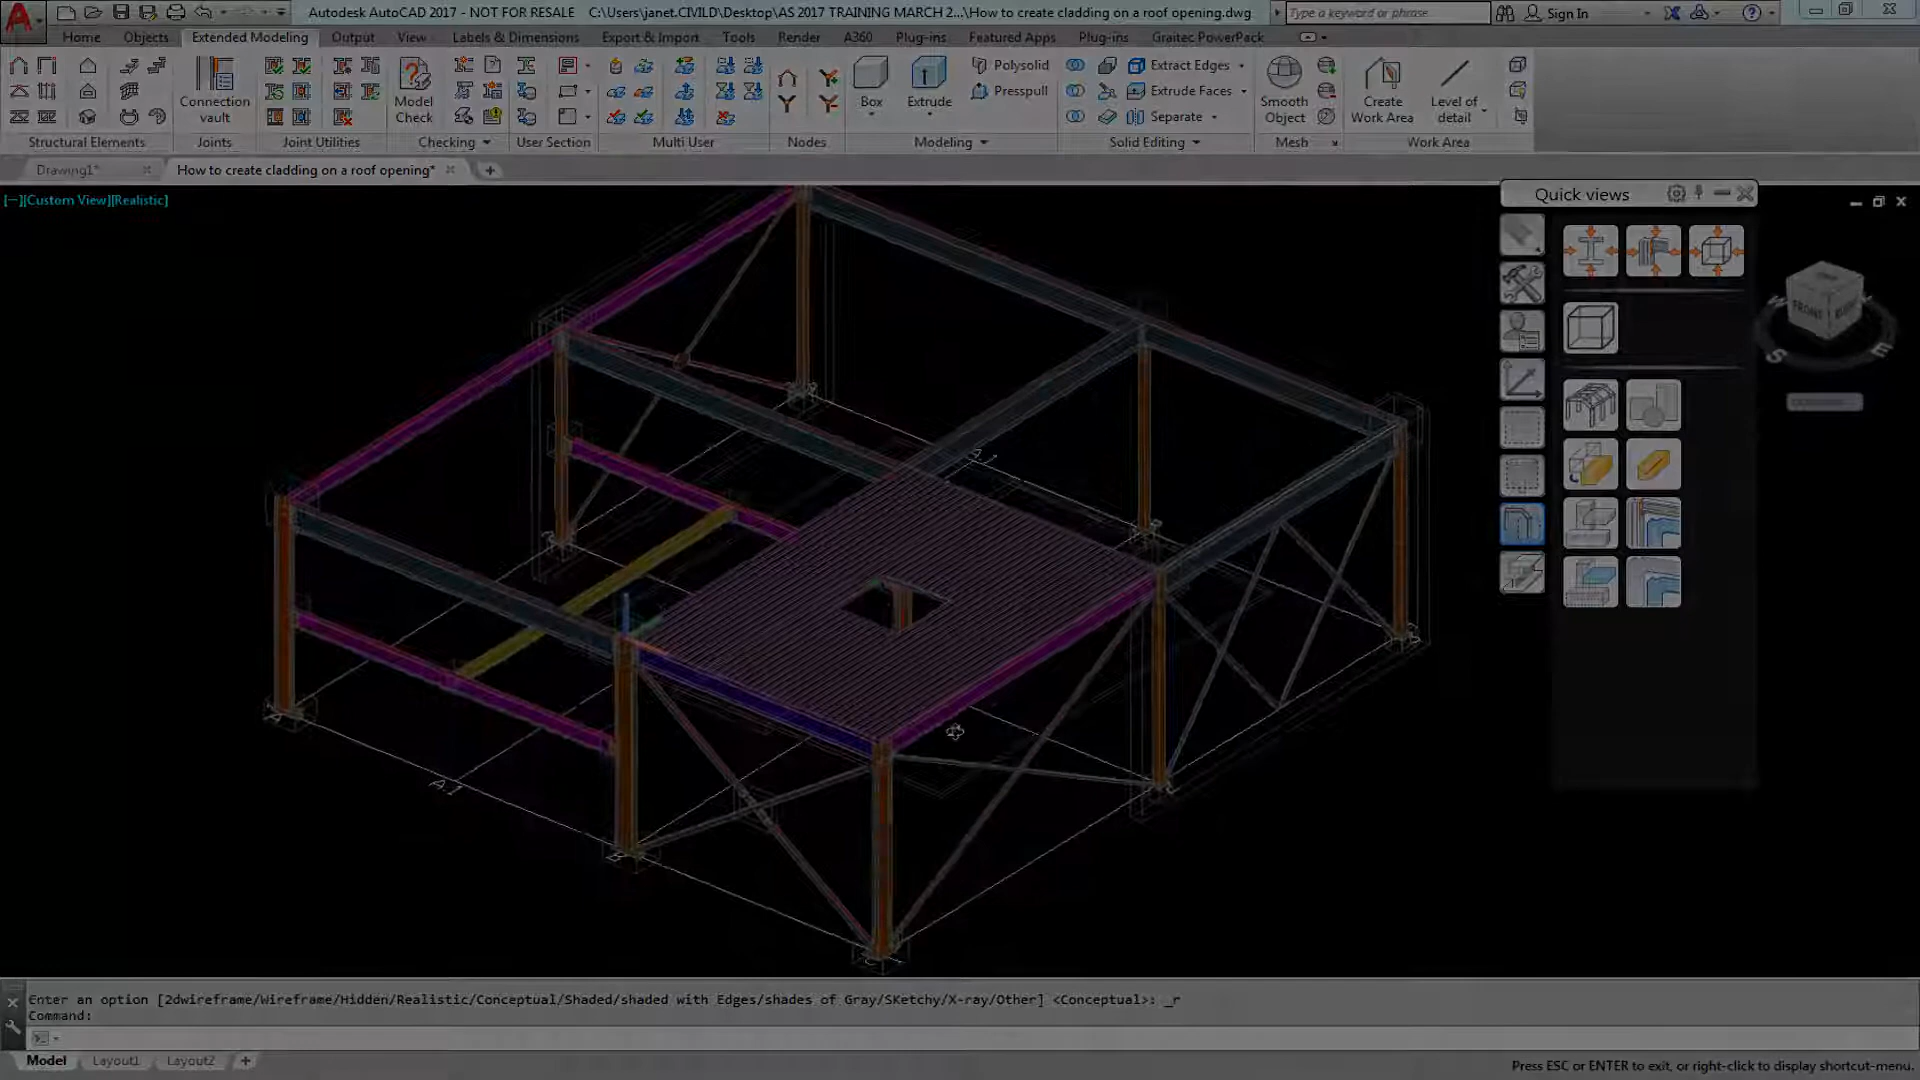 Autodesk AutoCAD 2017 - NOT FOR RESALE C:\Users\janet.CIVILD\Desktop\AS 2017 TRAINING MARCH 2...\How to create cladding on a roof opening.dwg Type a keyword or phrase Sign In
Home Objects Extended Modeling Output View Labels & Dimensions Export & Import Tools Render A360 Plug-ins Featured Apps Plug-ins Graitec PowerPack
Connection vault
Model Check
Box
Extrude
Polysolid
Presspull
Extract Edges
Extrude Faces
Separate
Smooth Object
Create Work Area
Level of detail
Structural Elements Joints Joint Utilities Checking User Section Multi User Nodes Modeling Solid Editing Mesh Work Area
Drawing1* How to create cladding on a roof opening*
[−][Custom View][Realistic]
Quick views
FRONT
S E
A.1
Enter an option [2dwireframe/Wireframe/Hidden/Realistic/Conceptual/Shaded/shaded with Edges/shades of Gray/SKetchy/X-ray/Other] <Conceptual>: _r
Command:
Model Layout1 Layout2
Press ESC or ENTER to exit, or right-click to display shortcut-menu.